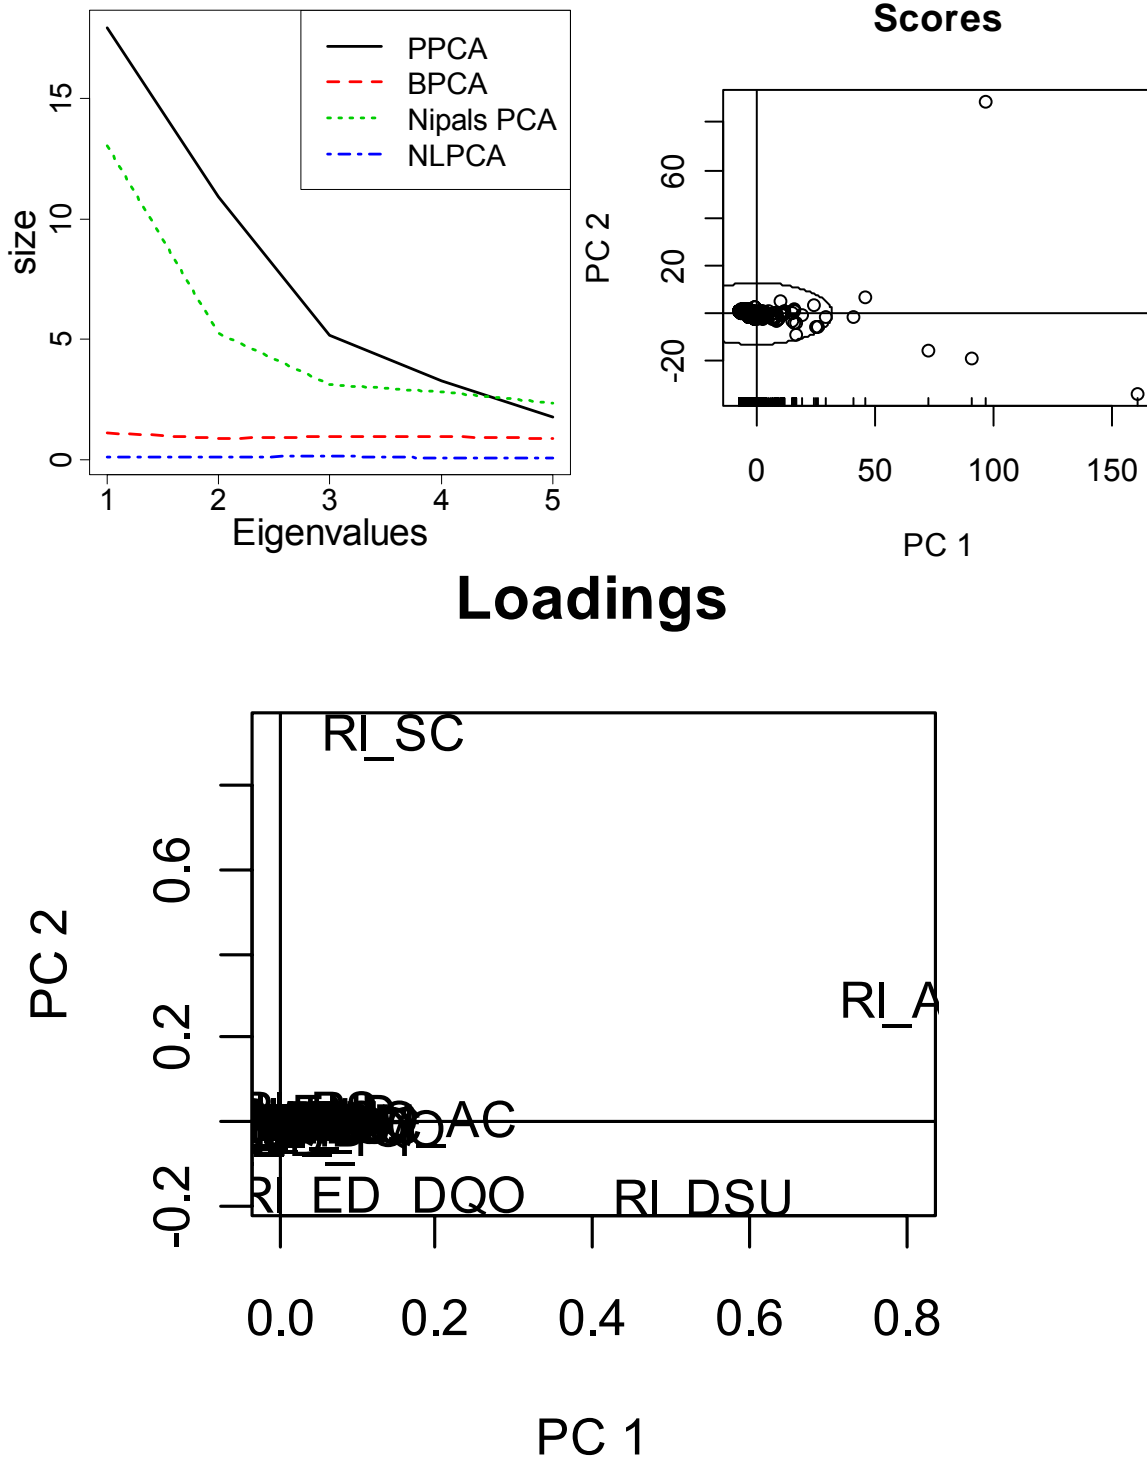 PPCA
BPCA
Nipals PCA
NLPCA
15
10
5
0
size
1 2 3 4 5
Eigenvalues
Scores
60
20
-20
PC 2
0 50 100 150
PC 1
Loadings
RI_SC
RI_A
AC
RI_ED DQO RI_DSU
0.6
0.2
-0.2
PC 2
0.0 0.2 0.4 0.6 0.8
PC 1